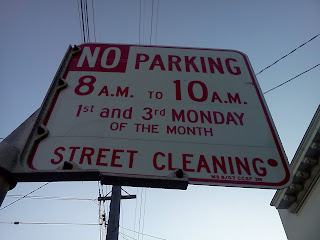 NO PARKING
8 A.M. TO 10 A.M.
1st and 3rd MONDAY
OF THE MONTH
STREET CLEANING